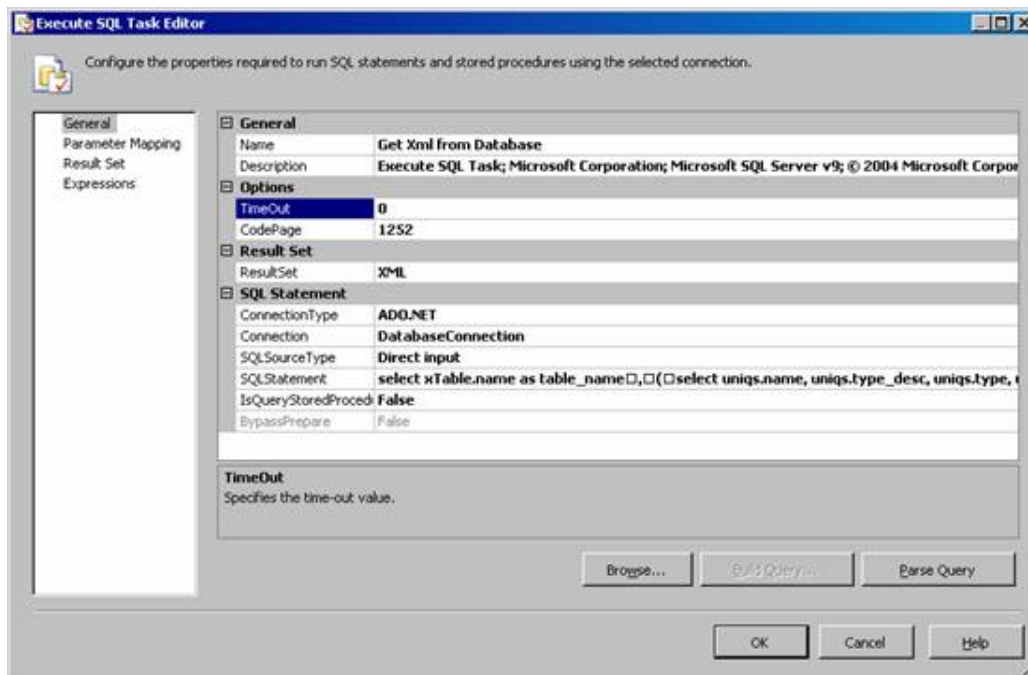 Execute SQL Task Editor
Configure the properties required to run SQL statements and stored procedures using the selected connection.
General
Parameter Mapping
Result Set
Expressions
General
Name Get Xml from Database
Description Execute SQL Task; Microsoft Corporation; Microsoft SQL Server v9; © 2004 Microsoft Corpor
Options
TimeOut 0
CodePage 1252
Result Set
ResultSet XML
SQL Statement
ConnectionType ADO.NET
Connection DatabaseConnection
SQLSourceType Direct input
SQLStatement select xTable.name as table_name□,□(□select uniqs.name, uniqs.type_desc, uniqs.type,
IsQueryStoredProced False
BypassPrepare False
TimeOut
Specifies the time-out value.
Browse... Build Query... Parse Query
OK Cancel Help